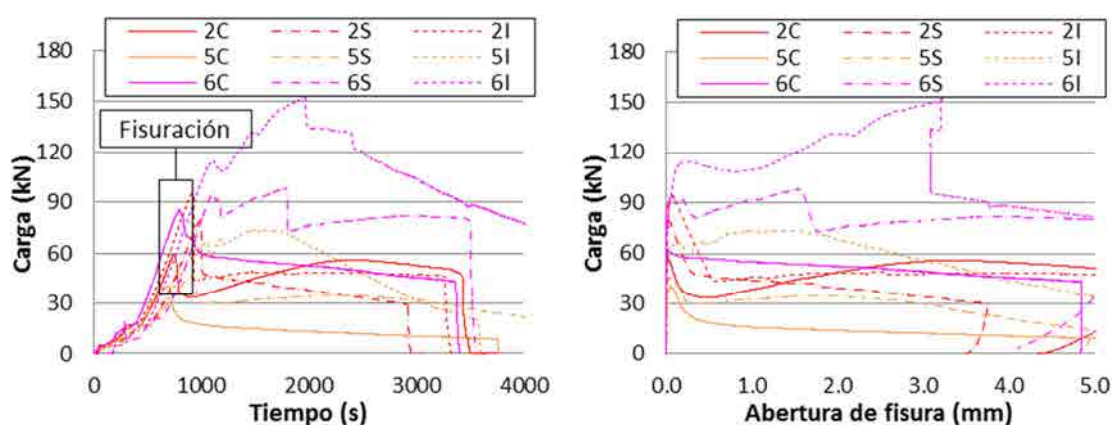 2C 2S 2I
5C 5S 5I
6C 6S 6I
180
150
120
90
60
30
0
Carga (kN)
Fisuración
0 1000 2000 3000 4000
Tiempo (s)
2C 2S 2I
5C 5S 5I
6C 6S 6I
180
150
120
90
60
30
0
Carga (kN)
0.0 1.0 2.0 3.0 4.0 5.0
Abertura de fisura (mm)